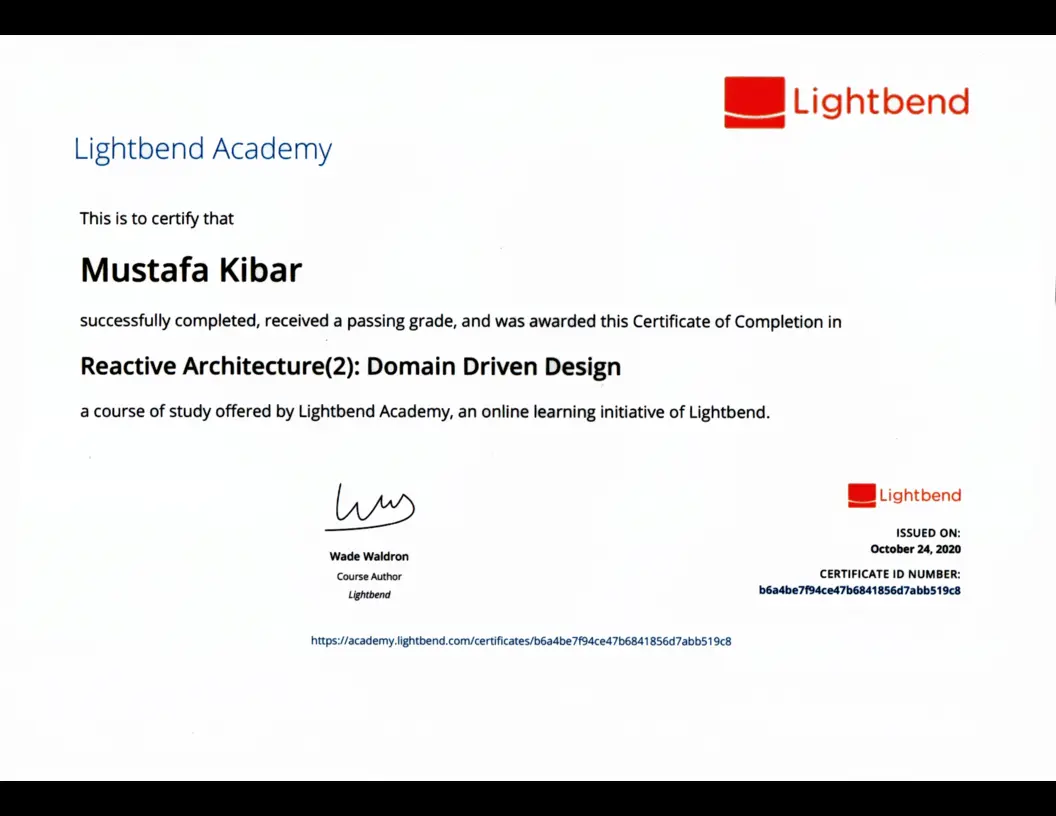 Lightbend
Lightbend Academy
This is to certify that
Mustafa Kibar
successfully completed, received a passing grade, and was awarded this Certificate of Completion in
Reactive Architecture(2): Domain Driven Design
a course of study offered by Lightbend Academy, an online learning initiative of Lightbend.
Lightbend
ISSUED ON:
October 24, 2020
CERTIFICATE ID NUMBER:
b6a4be7f94ce47b6841856d7abb519c8
Wade Waldron
Course Author
Lightbend
https://academy.lightbend.com/certificates/b6a4be7f94ce47b6841856d7abb519c8